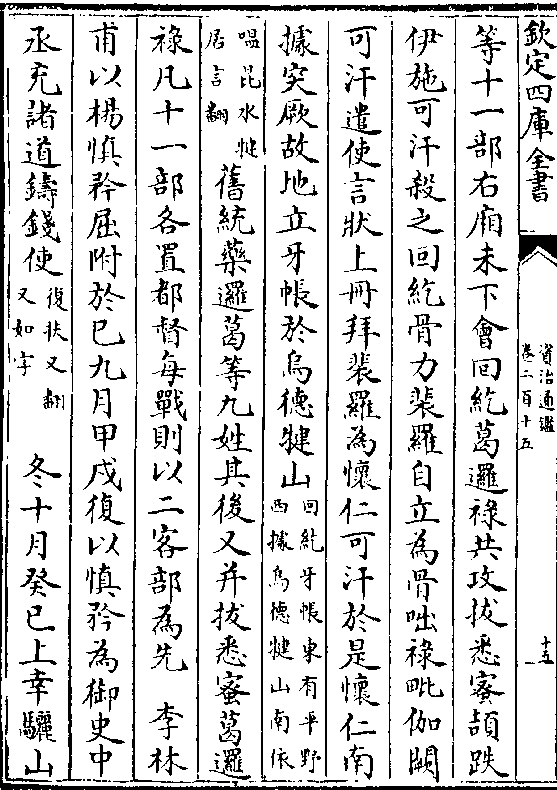 欽定四庫全書
資治通鑑
卷二百十五
十五
等十一部右廂未下會回紇葛邏祿共攻拔悉蜜頡跌
伊施可汗殺之回紇骨力裴羅自立為骨咄祿毗伽闕
可汗遣使言狀上冊拜裴羅為懷仁可汗於是懷仁南
據突厥故地立牙帳於烏德犍山回紇牙帳東有平野西據烏德犍山南依
嗢昆水犍居言翻舊統藥邏葛等九姓其後又并拔悉蜜葛邏
祿凡十一部各置都督每戰則以二客部為先 李林
甫以楊慎矜屈附於己九月甲戌復以慎矜為御史中
丞充諸道鑄錢使復扶又翻又如字 冬十月癸巳上幸驪山